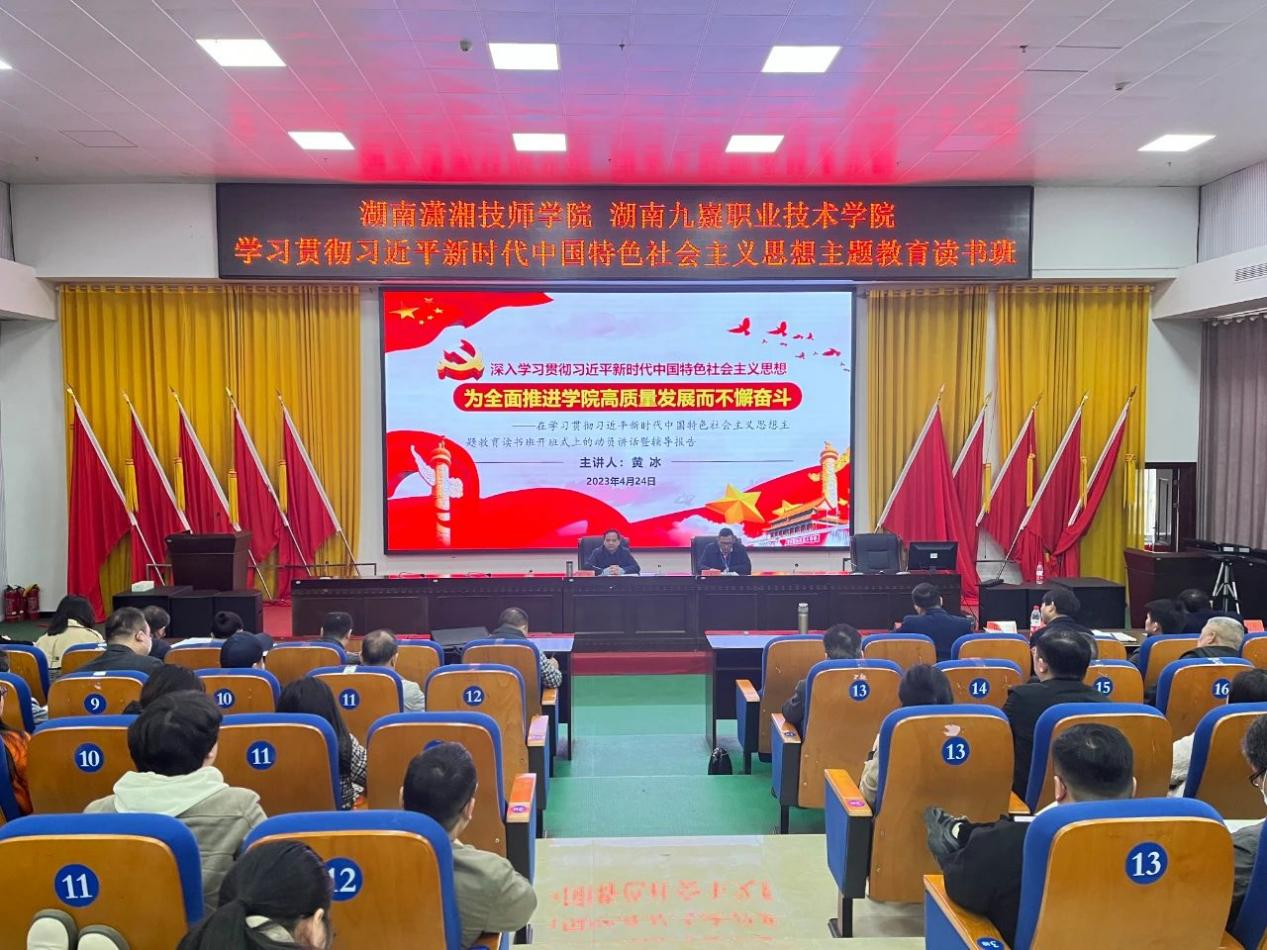 湖南潇湘技师学院 湖南九嶷职业技术学院
学习贯彻习近平新时代中国特色社会主义思想主题教育读书班
深入学习贯彻习近平新时代中国特色社会主义思想
为全面推进学院高质量发展而不懈奋斗
——在学习贯彻习近平新时代中国特色社会主义思想主
题教育读书班开班式上的动员讲话暨辅导报告
主讲人：黄 冰
2023年4月24日
13
14
15
16
9
10
11
12
10
11
13
11
12
13